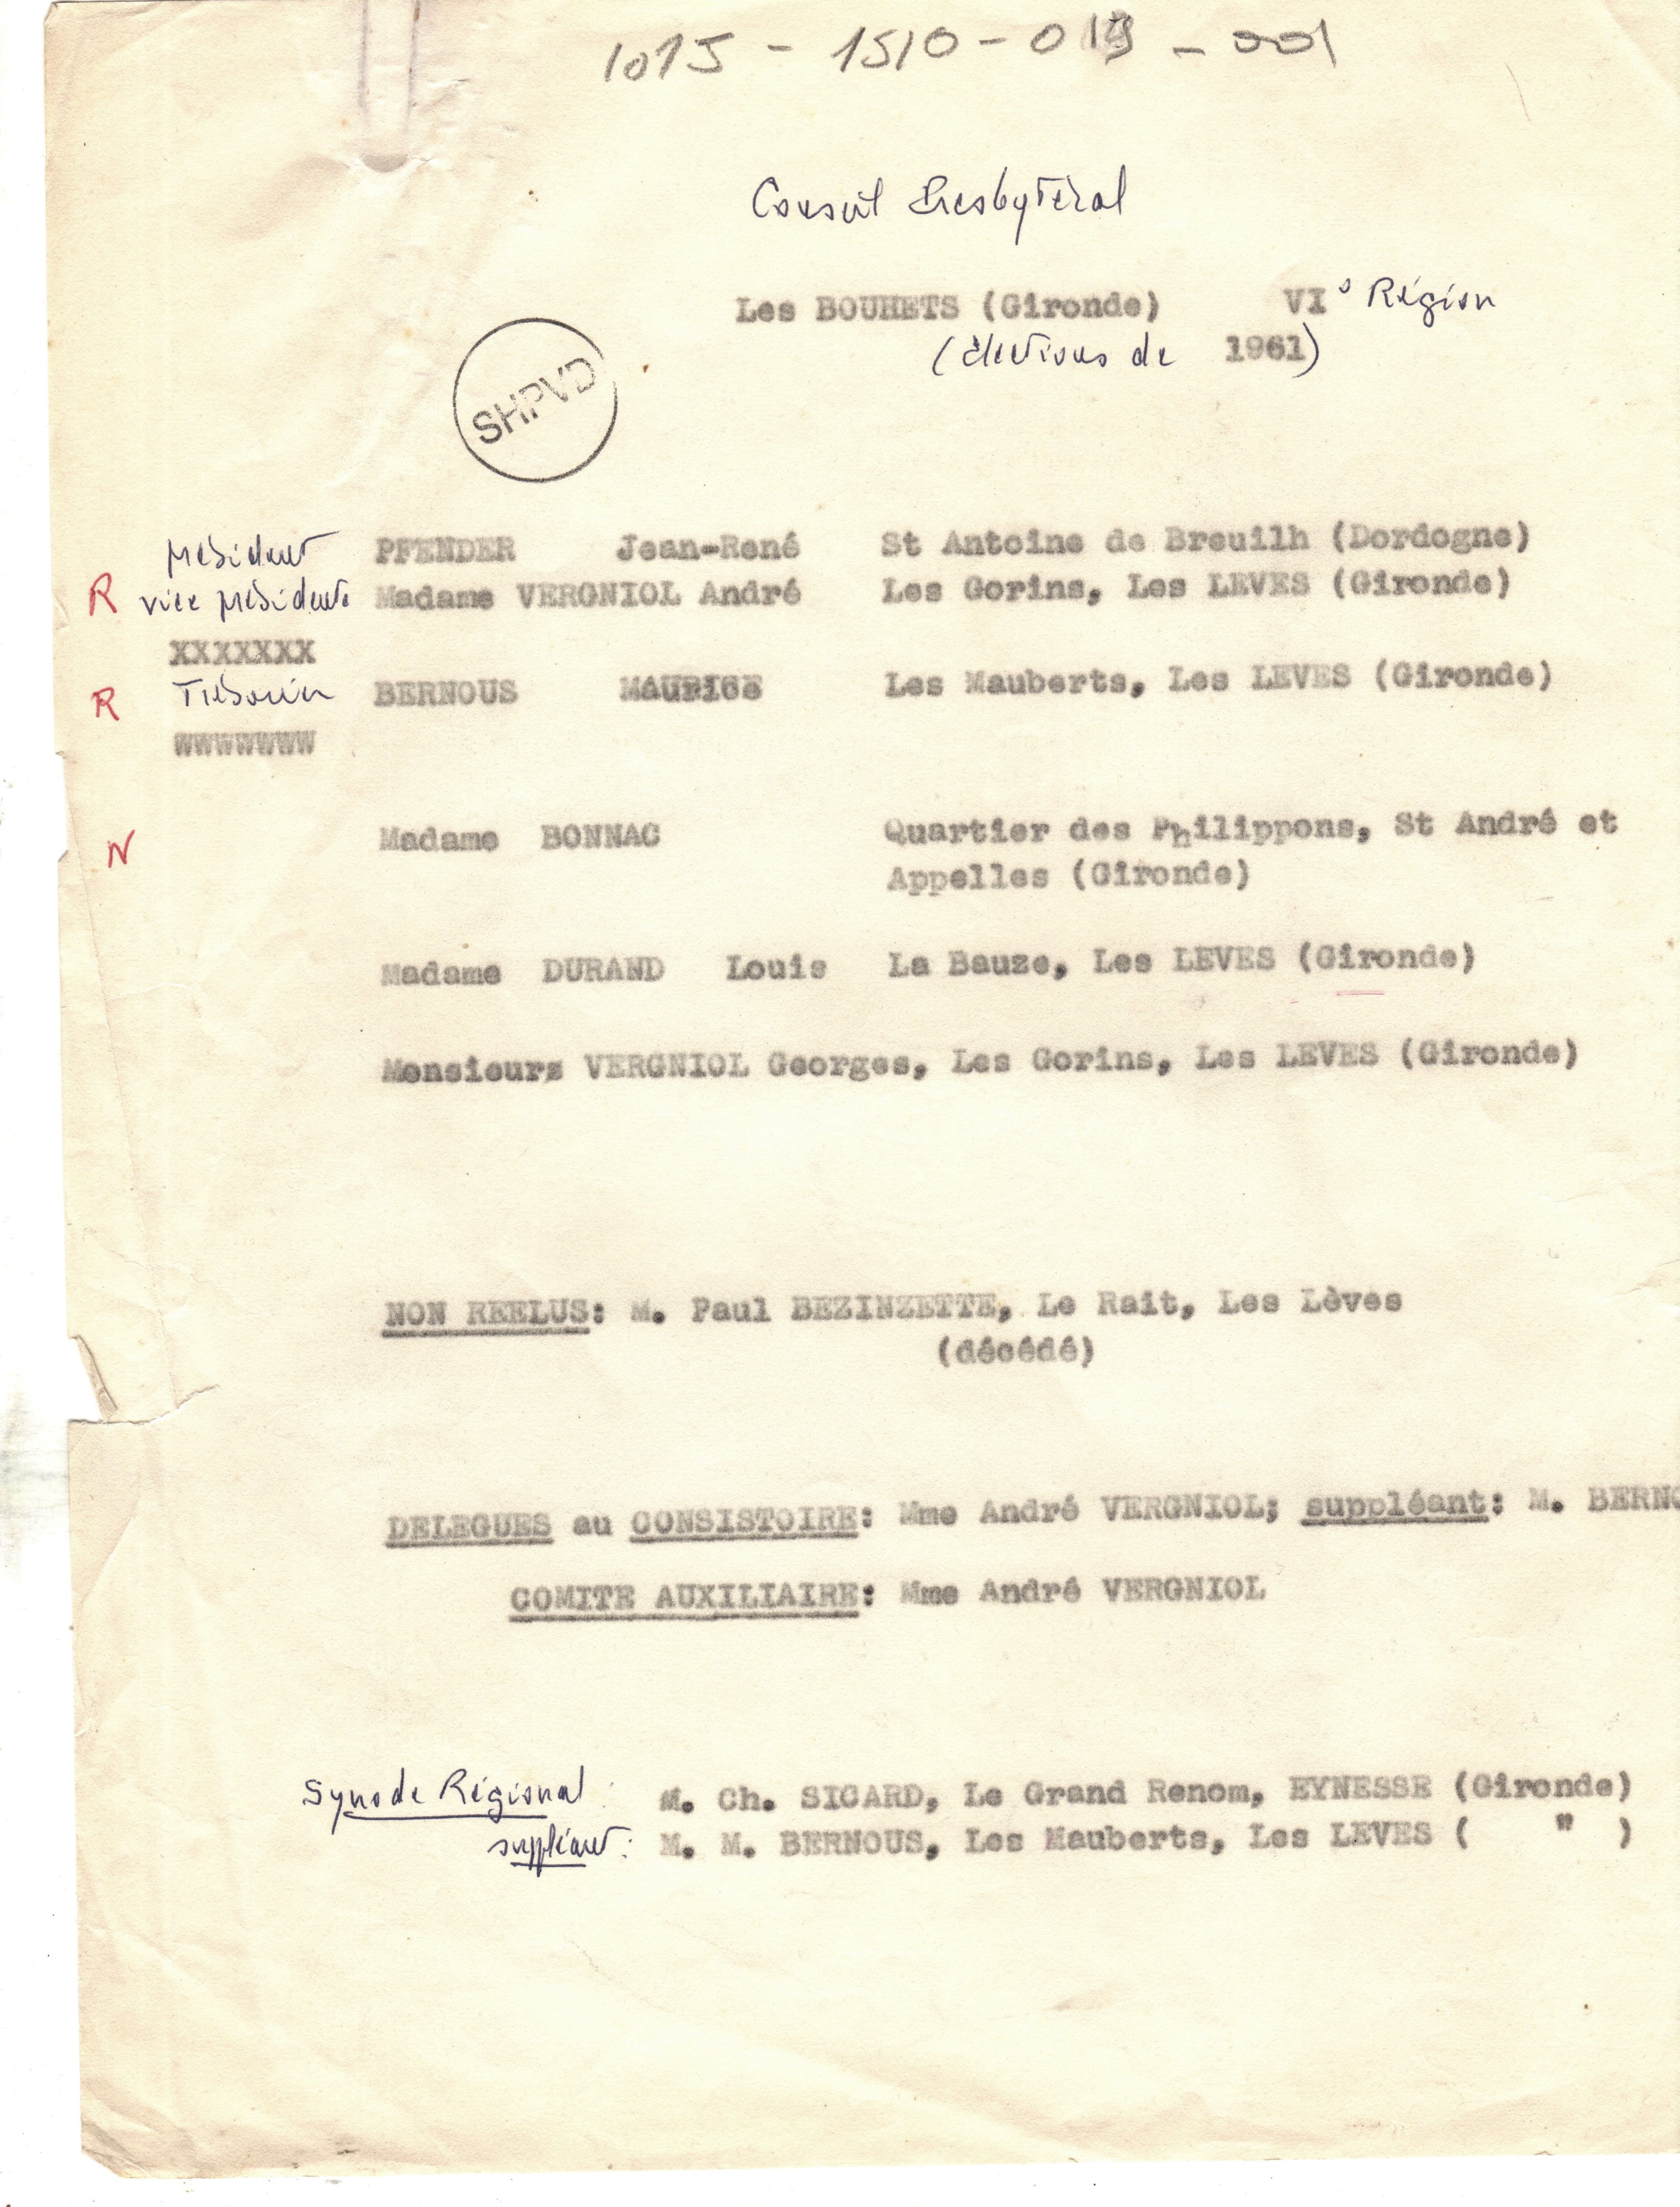 1015 - 1510 - 019 - 001
Conseil Presbytéral
Les BOUHETS (Gironde) VI° Région
(élections de 1961)
SHPVD
président PFENDER Jean-René St Antoine de Breuilh (Dordogne)
R vice présidente Madame VERGNIOL André Les Gorins, Les LEVES (Gironde)
XXXXXXX
R Trésorier BERNOUS MAURICE Les Mauberts, Les LEVES (Gironde)
WWWWWWW
N Madame BONNAC Quartier des Philippons, St André et
Appelles (Gironde)
Madame DURAND Louis La Bauze, Les LEVES (Gironde)
Monsieurs VERGNIOL Georges, Les Gorins, Les LEVES (Gironde)
NON REELUS: M. Paul BEZINZETTE, Le Rait, Les Lèves
(décédé)
DELEGUES au CONSISTOIRE: Mme André VERGNIOL; suppléant: M. BERNO
COMITE AUXILIAIRE: Mme André VERGNIOL
Synode Régional : M. Ch. SICARD, Le Grand Renom, EYNESSE (Gironde)
suppléant : M. M. BERNOUS, Les Mauberts, Les LEVES ( " )